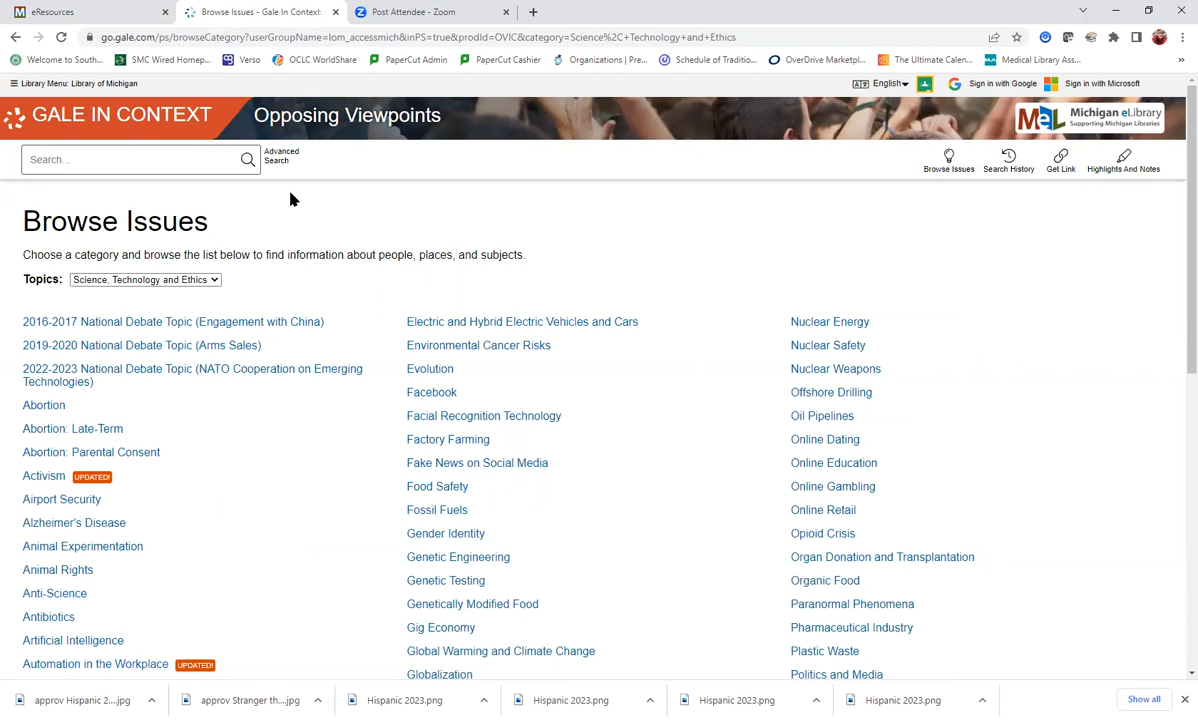 eResources
Browse Issues - Gale In Context:
Post Attendee - Zoom
go.gale.com/ps/browseCategory?userGroupName=lom_accessmich&inPS=true&prodId=OVIC&category=Science%2C+Technology+and+Ethics
Welcome to South...
SMC Wired Homep...
Verso
OCLC WorldShare
PaperCut Admin
PaperCut Cashier
Organizations | Pre...
Schedule of Traditio...
OverDrive Marketpl...
The Ultimate Calen...
Medical Library Ass...
Library Menu: Library of Michigan
English
Sign in with Google
Sign in with Microsoft
GALE IN CONTEXT
Opposing Viewpoints
MeL Michigan eLibrary
Supporting Michigan Libraries
Search...
Advanced
Search
Browse Issues
Search History
Get Link
Highlights And Notes
Browse Issues
Choose a category and browse the list below to find information about people, places, and subjects.
Topics: Science, Technology and Ethics
2016-2017 National Debate Topic (Engagement with China)
2019-2020 National Debate Topic (Arms Sales)
2022-2023 National Debate Topic (NATO Cooperation on Emerging
Technologies)
Abortion
Abortion: Late-Term
Abortion: Parental Consent
Activism UPDATED!
Airport Security
Alzheimer's Disease
Animal Experimentation
Animal Rights
Anti-Science
Antibiotics
Artificial Intelligence
Automation in the Workplace UPDATED!
Electric and Hybrid Electric Vehicles and Cars
Environmental Cancer Risks
Evolution
Facebook
Facial Recognition Technology
Factory Farming
Fake News on Social Media
Food Safety
Fossil Fuels
Gender Identity
Genetic Engineering
Genetic Testing
Genetically Modified Food
Gig Economy
Global Warming and Climate Change
Globalization
Nuclear Energy
Nuclear Safety
Nuclear Weapons
Offshore Drilling
Oil Pipelines
Online Dating
Online Education
Online Gambling
Online Retail
Opioid Crisis
Organ Donation and Transplantation
Organic Food
Paranormal Phenomena
Pharmaceutical Industry
Plastic Waste
Politics and Media
approv Hispanic 2....jpg
approv Stranger th....jpg
Hispanic 2023.png
Hispanic 2023.png
Hispanic 2023.png
Hispanic 2023.png
Show all